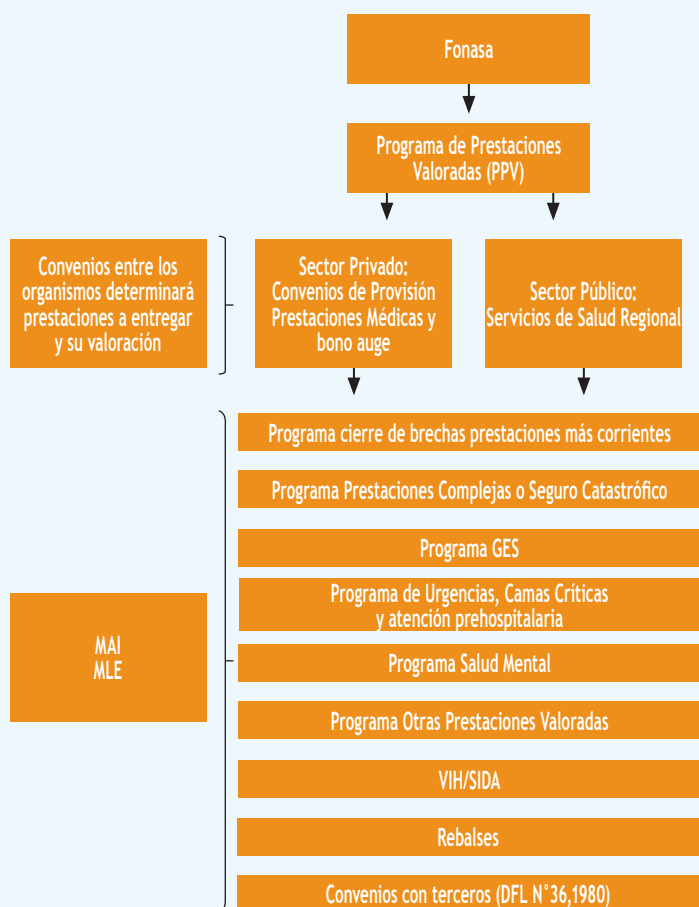 Fonasa
Programa de Prestaciones
Valoradas (PPV)
Convenios entre los
organismos determinará
prestaciones a entregar
y su valoración
Sector Privado:
Convenios de Provisión
Prestaciones Médicas y
bono auge
Sector Público:
Servicios de Salud Regional
Programa cierre de brechas prestaciones más corrientes
Programa Prestaciones Complejas o Seguro Catastrófico
Programa GES
Programa de Urgencias, Camas Críticas
y atención prehospitalaria
MAI
MLE
Programa Salud Mental
Programa Otras Prestaciones Valoradas
VIH/SIDA
Rebalses
Convenios con terceros (DFL N°36,1980)